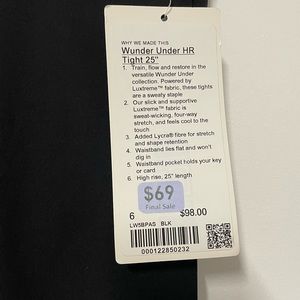 WHY WE MADE THIS
Wunder Under HR
Tight 25"
1. Train, flow and restore in the
versatile Wunder Under
collection. Powered by
Luxtreme™ fabric, these tights
are a sweaty staple
2. Our slick and supportive
Luxtreme™ fabric is
sweat-wicking, four-way
stretch, and feels cool to the
touch
3. Added Lycra® fibre for stretch
and shape retention
4. Waistband lies flat and won't
dig in
5. Waistband pocket holds your key
or card
6. High rise, 25" length
$69
Final Sale
6 $98.00
LW5BPAS BLK
000122850232